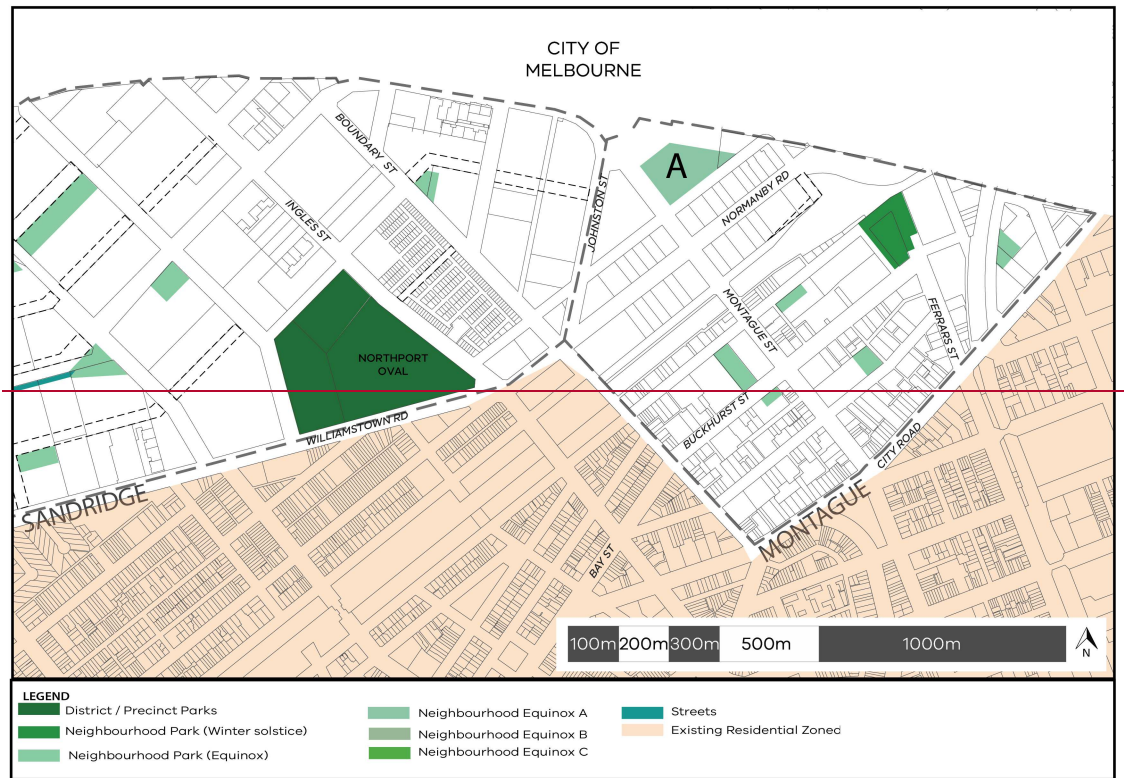 CITY OF
MELBOURNE
BOUNDARY ST
INGLES ST
JOHNSTON ST
A
NORMANBY RD
MONTAGUE ST
FERRARS ST
NORTHPORT
OVAL
WILLIAMSTOWN RD
BUCKHURST ST
CITY ROAD
SANDRIDGE
MONTAGUE
BAY ST
100m 200m 300m 500m 1000m
N
LEGEND
District / Precinct Parks
Neighbourhood Park (Winter solstice)
Neighbourhood Park (Equinox)
Neighbourhood Equinox A
Neighbourhood Equinox B
Neighbourhood Equinox C
Streets
Existing Residential Zoned